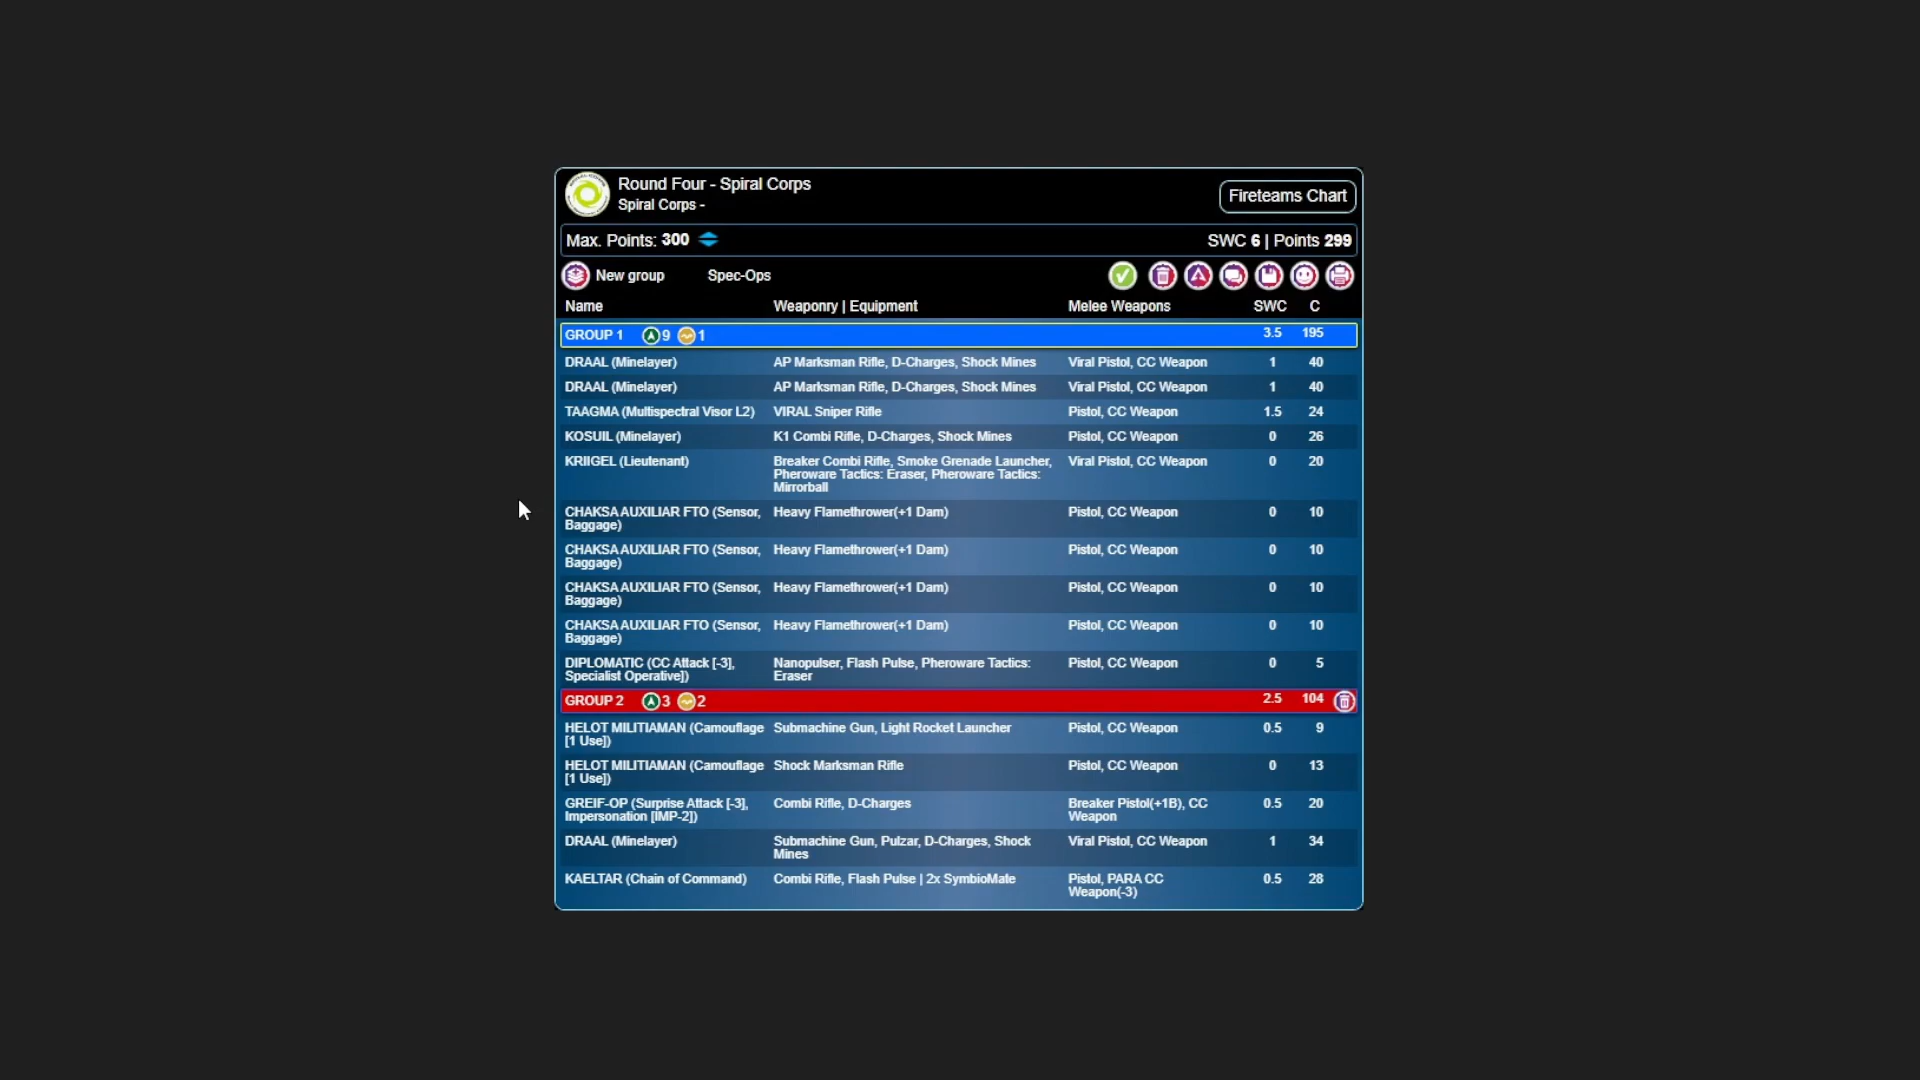 Round Four - Spiral Corps
Spiral Corps -
Fireteams Chart
Max. Points: 300
SWC 6 | Points 299
New group Spec-Ops
Name Weaponry | Equipment Melee Weapons SWC C
GROUP 1 9 1 3.5 195
DRAAL (Minelayer) AP Marksman Rifle, D-Charges, Shock Mines Viral Pistol, CC Weapon 1 40
DRAAL (Minelayer) AP Marksman Rifle, D-Charges, Shock Mines Viral Pistol, CC Weapon 1 40
TAAGMA (Multispectral Visor L2) VIRAL Sniper Rifle Pistol, CC Weapon 1.5 24
KOSUIL (Minelayer) K1 Combi Rifle, D-Charges, Shock Mines Pistol, CC Weapon 0 26
KRIIGEL (Lieutenant) Breaker Combi Rifle, Smoke Grenade Launcher, Viral Pistol, CC Weapon 0 20
Pheroware Tactics: Eraser, Pheroware Tactics:
Mirrorball
CHAKSA AUXILIAR FTO (Sensor, Heavy Flamethrower(+1 Dam) Pistol, CC Weapon 0 10
Baggage)
CHAKSA AUXILIAR FTO (Sensor, Heavy Flamethrower(+1 Dam) Pistol, CC Weapon 0 10
Baggage)
CHAKSA AUXILIAR FTO (Sensor, Heavy Flamethrower(+1 Dam) Pistol, CC Weapon 0 10
Baggage)
CHAKSA AUXILIAR FTO (Sensor, Heavy Flamethrower(+1 Dam) Pistol, CC Weapon 0 10
Baggage)
DIPLOMATIC (CC Attack [-3], Nanopulser, Flash Pulse, Pheroware Tactics: Pistol, CC Weapon 0 5
Specialist Operative]) Eraser
GROUP 2 3 2 2.5 104
HELOT MILITIAMAN (Camouflage Submachine Gun, Light Rocket Launcher Pistol, CC Weapon 0.5 9
[1 Use])
HELOT MILITIAMAN (Camouflage Shock Marksman Rifle Pistol, CC Weapon 0 13
[1 Use])
GREIF-OP (Surprise Attack [-3], Combi Rifle, D-Charges Breaker Pistol(+1B), CC 0.5 20
Impersonation [IMP-2]) Weapon
DRAAL (Minelayer) Submachine Gun, Pulzar, D-Charges, Shock Viral Pistol, CC Weapon 1 34
Mines
KAELTAR (Chain of Command) Combi Rifle, Flash Pulse | 2x SymbioMate Pistol, PARA CC 0.5 28
Weapon(-3)